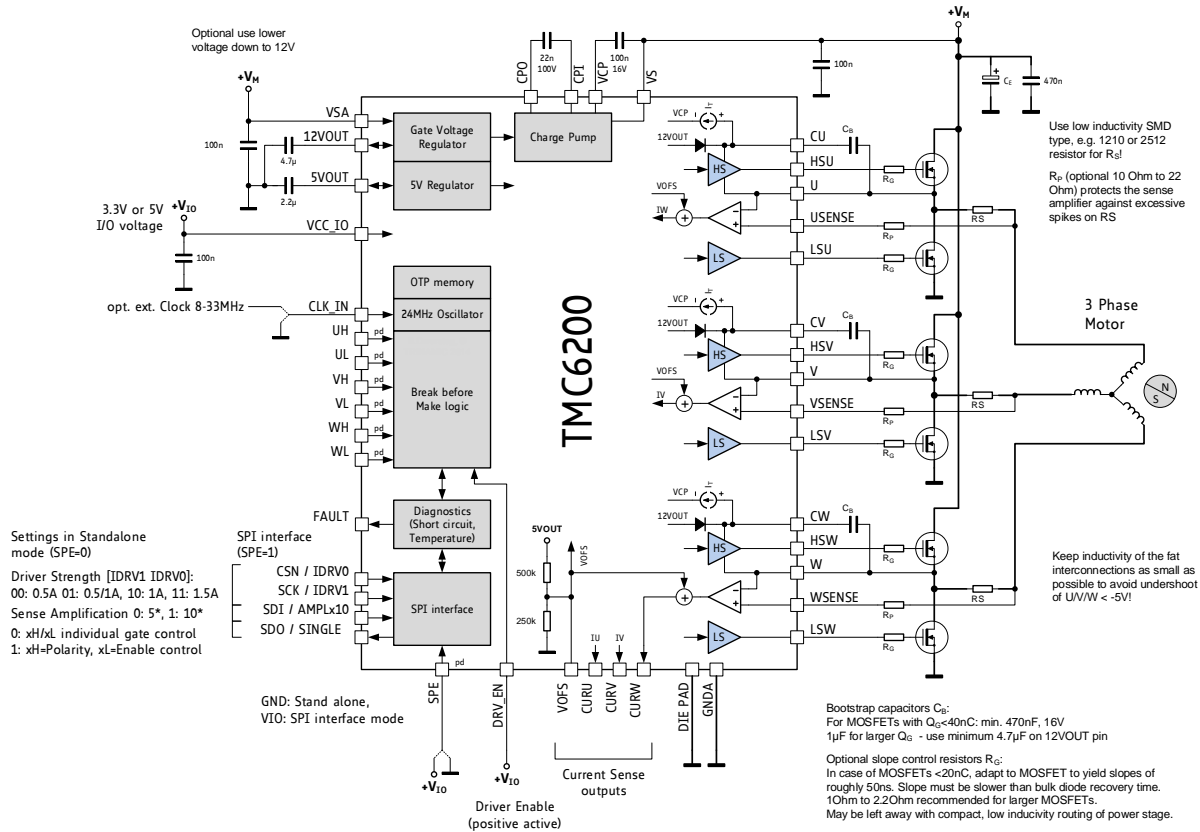 +VM
Optional use lower
voltage down to 12V
+VM
CPO
22n
100V
CPI
VCP
100n
16V
VS
100n
CE
470n
VSA
12VOUT
100n
4.7µ
5VOUT
2.2µ
Gate Voltage
Regulator
5V Regulator
Charge Pump
3.3V or 5V
I/O voltage
+VIO
VCC_IO
100n
opt. ext. Clock 8-33MHz
CLK_IN
UH
pd
UL
pd
VH
pd
VL
pd
WH
pd
WL
pd
OTP memory
24MHz Oscillator
Break before
Make logic
TMC6200
FAULT
Diagnostics
(Short circuit,
Temperature)
Settings in Standalone
mode (SPE=0)
SPI interface
(SPE=1)
Driver Strength [IDRV1 IDRV0]:
00: 0.5A 01: 0.5/1A, 10: 1A, 11: 1.5A
Sense Amplification 0: 5*, 1: 10*
0: xH/xL individual gate control
1: xH=Polarity, xL=Enable control
CSN / IDRV0
SCK / IDRV1
SDI / AMPLx10
SDO / SINGLE
SPI interface
SPE
pd
DRV_EN
GND: Stand alone,
VIO: SPI interface mode
+VIO
+VIO
Driver Enable
(positive active)
5VOUT
500k
250k
VOFS
IU
IV
VOFS
CURU
CURV
CURW
DIE PAD
GNDA
Current Sense
outputs
VCP
IT
12VOUT
HS
VOFS
IW
+
−
+
LS
CU
CB
HSU
RG
U
USENSE
RP
RS
LSU
RG
VCP
IT
12VOUT
HS
VOFS
IV
+
−
+
LS
CV
CB
HSV
RG
V
VSENSE
RP
RS
LSV
RG
VCP
IT
12VOUT
HS
+
−
+
LS
CW
CB
HSW
RG
W
WSENSE
RP
RS
LSW
RG
Use low inductivity SMD
type, e.g. 1210 or 2512
resistor for RS!
RP (optional 10 Ohm to 22
Ohm) protects the sense
amplifier against excessive
spikes on RS
3 Phase
Motor
N
S
Keep inductivity of the fat
interconnections as small as
possible to avoid undershoot
of U/V/W < -5V!
Bootstrap capacitors CB:
For MOSFETs with QG<40nC: min. 470nF, 16V
1µF for larger QG - use minimum 4.7µF on 12VOUT pin
Optional slope control resistors RG:
In case of MOSFETs <20nC, adapt to MOSFET to yield slopes of
roughly 50ns. Slope must be slower than bulk diode recovery time.
1Ohm to 2.2Ohm recommended for larger MOSFETs.
May be left away with compact, low inducivity routing of power stage.